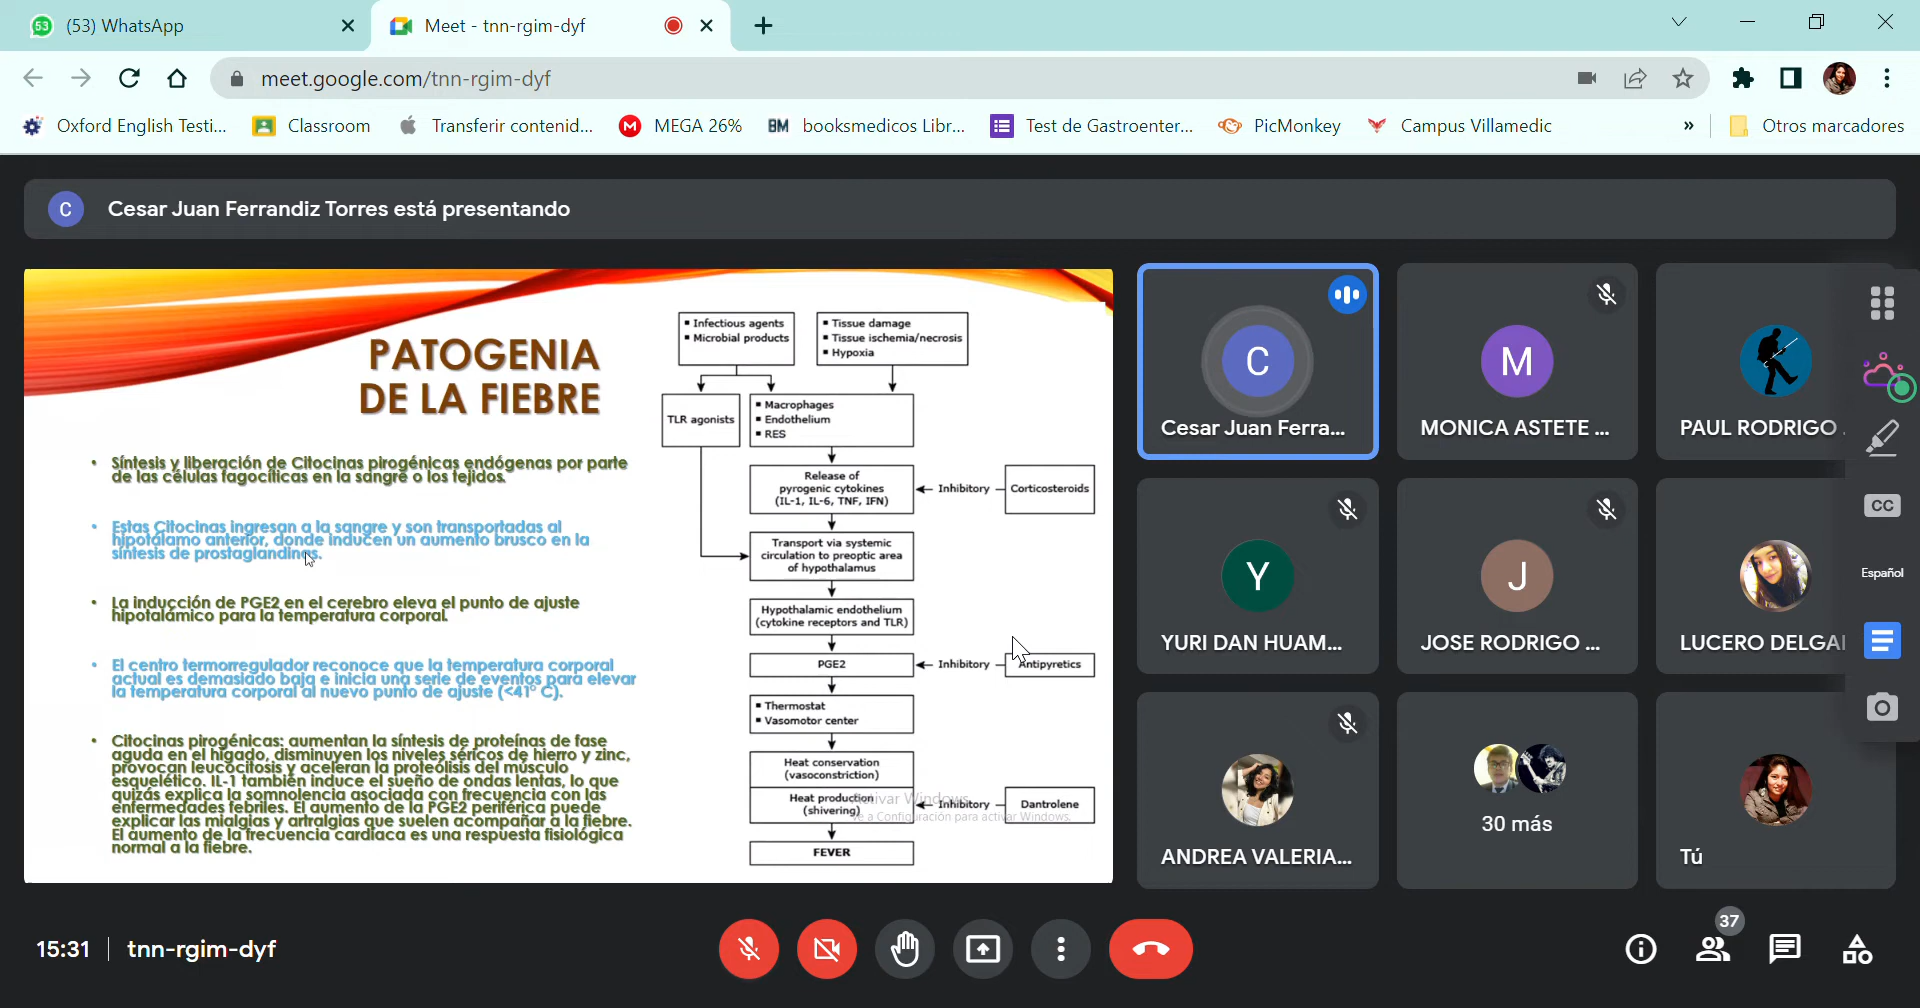 (53) WhatsApp
Meet - tnn-rgim-dyf
meet.google.com/tnn-rgim-dyf
Oxford English Testi...
Classroom
Transferir contenid...
MEGA 26%
BM booksmedicos Libr...
Test de Gastroenter...
PicMonkey
Campus Villamedic
»
Otros marcadores
C
Cesar Juan Ferrandiz Torres está presentando
PATOGENIA
DE LA FIEBRE
• Síntesis y liberación de Citocinas pirogénicas endógenas por parte
de las células fagocíticas en la sangre o los tejidos.
• Estas Citocinas ingresan a la sangre y son transportadas al
hipotálamo anterior, donde inducen un aumento brusco en la
síntesis de prostaglandinas.
• La inducción de PGE2 en el cerebro eleva el punto de ajuste
hipotalámico para la temperatura corporal.
• El centro termorregulador reconoce que la temperatura corporal
actual es demasiado baja e inicia una serie de eventos para elevar
la temperatura corporal al nuevo punto de ajuste (<41° C).
• Citocinas pirogénicas: aumentan la síntesis de proteínas de fase
aguda en el hígado, disminuyen los niveles séricos de hierro y zinc,
provocan leucocitosis y aceleran la proteólisis del músculo
esquelético. IL-1 también induce el sueño de ondas lentas, lo que
quizás explica la somnolencia asociada con frecuencia con las
enfermedades febriles. El aumento de la PGE2 periférica puede
explicar las mialgias y artralgias que suelen acompañar a la fiebre.
El aumento de la frecuencia cardiaca es una respuesta fisiológica
normal a la fiebre.
▪ Infectious agents
▪ Microbial products
▪ Tissue damage
▪ Tissue ischemia/necrosis
▪ Hypoxia
TLR agonists
▪ Macrophages
▪ Endothelium
▪ RES
Release of
pyrogenic cytokines
(IL-1, IL-6, TNF, IFN)
Inhibitory
Corticosteroids
Transport via systemic
circulation to preoptic area
of hypothalamus
Hypothalamic endothelium
(cytokine receptors and TLR)
PGE2
Inhibitory
Antipyretics
▪ Thermostat
▪ Vasomotor center
Heat conservation
(vasoconstriction)
Heat production
(shivering)
Inhibitory
Dantrolene
FEVER
Activar Windows
Ve a Configuración para activar Windows.
C
Cesar Juan Ferra...
M
MONICA ASTETE ...
PAUL RODRIGO
Y
YURI DAN HUAM...
J
JOSE RODRIGO ...
LUCERO DELGA
ANDREA VALERIA...
30 más
Tú
CC
Español
15:31
tnn-rgim-dyf
37